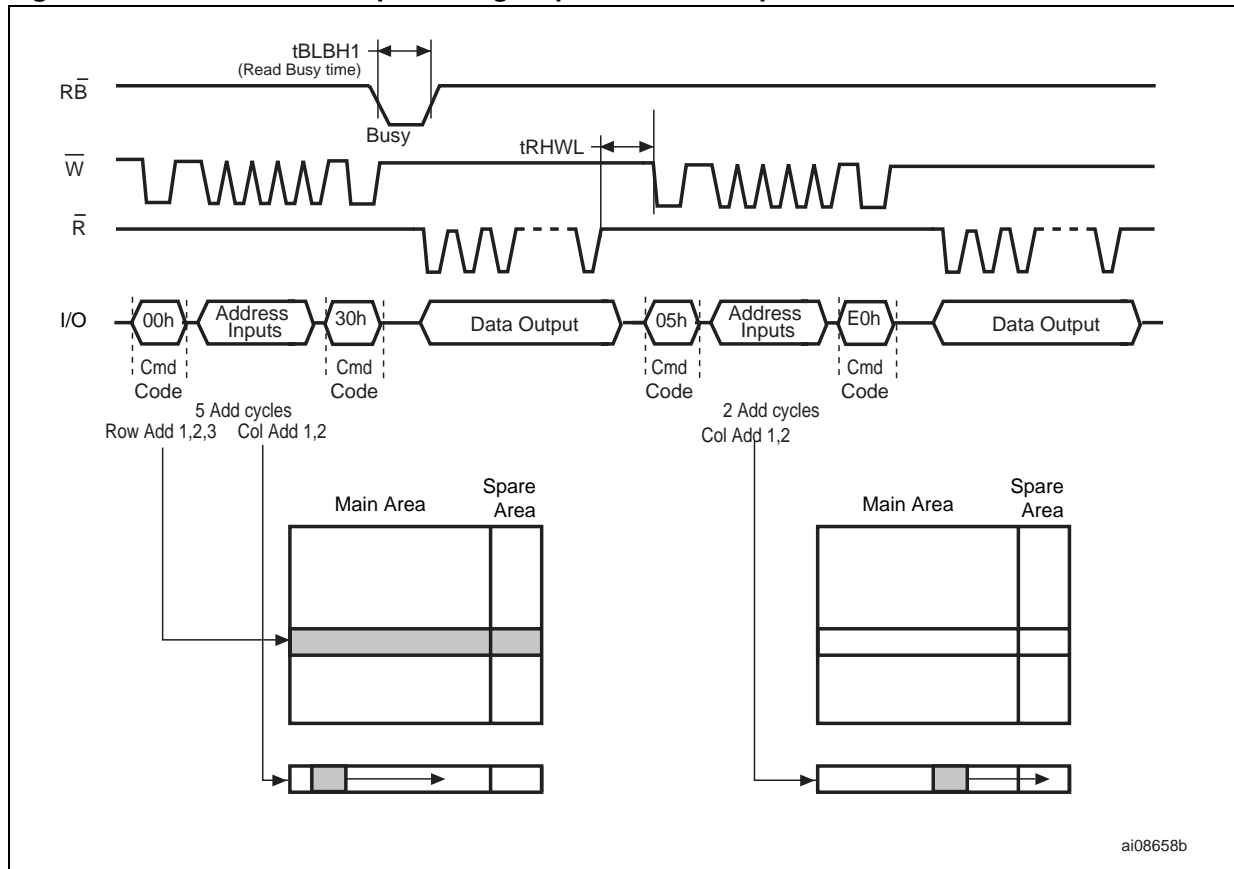 tBLBH1
(Read Busy time)
RB
Busy
tRHWL
W
R
I/O
00h
Address
Inputs
30h
Data Output
05h
Address
Inputs
E0h
Data Output
Cmd
Code
Cmd
Code
Cmd
Code
Cmd
Code
5 Add cycles
Row Add 1,2,3
Col Add 1,2
2 Add cycles
Col Add 1,2
Main Area
Spare
Area
Main Area
Spare
Area
ai08658b